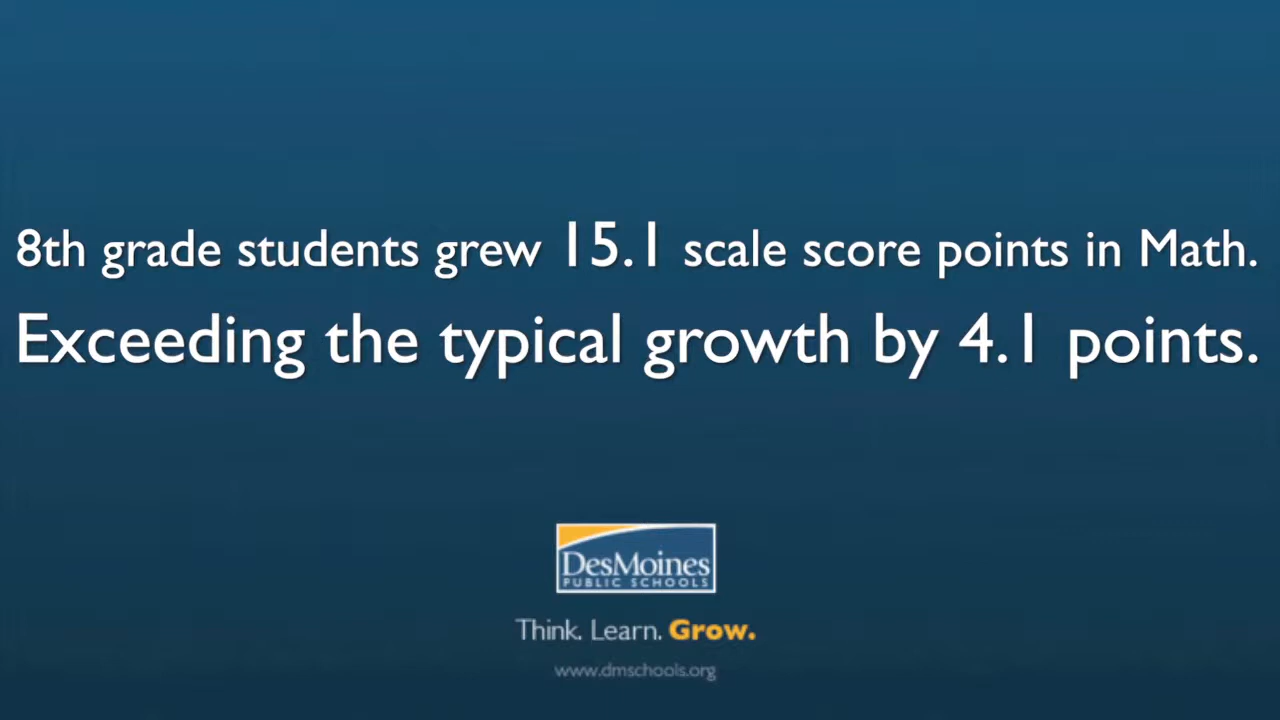 8th grade students grew 15.1 scale score points in Math.
Exceeding the typical growth by 4.1 points.
DesMoines
PUBLIC SCHOOLS
Think. Learn. Grow.
www.dmschools.org